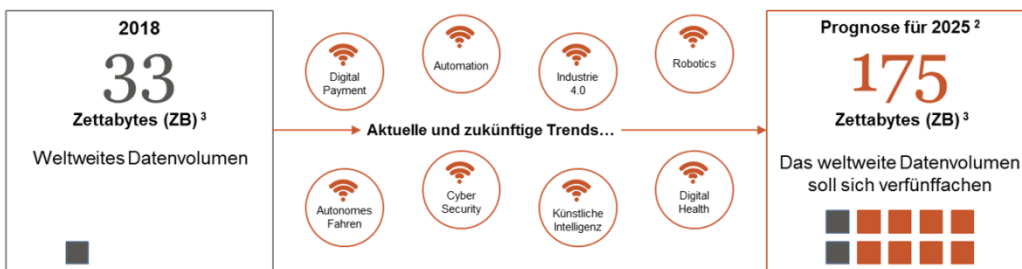 2018
33
Zettabytes (ZB) ³
Weltweites Datenvolumen
Digital
Payment
Automation
Industrie
4.0
Robotics
Aktuelle und zukünftige Trends…
Autonomes
Fahren
Cyber
Security
Künstliche
Intelligenz
Digital
Health
Prognose für 2025 ²
175
Zettabytes (ZB) ³
Das weltweite Datenvolumen
soll sich verfünffachen